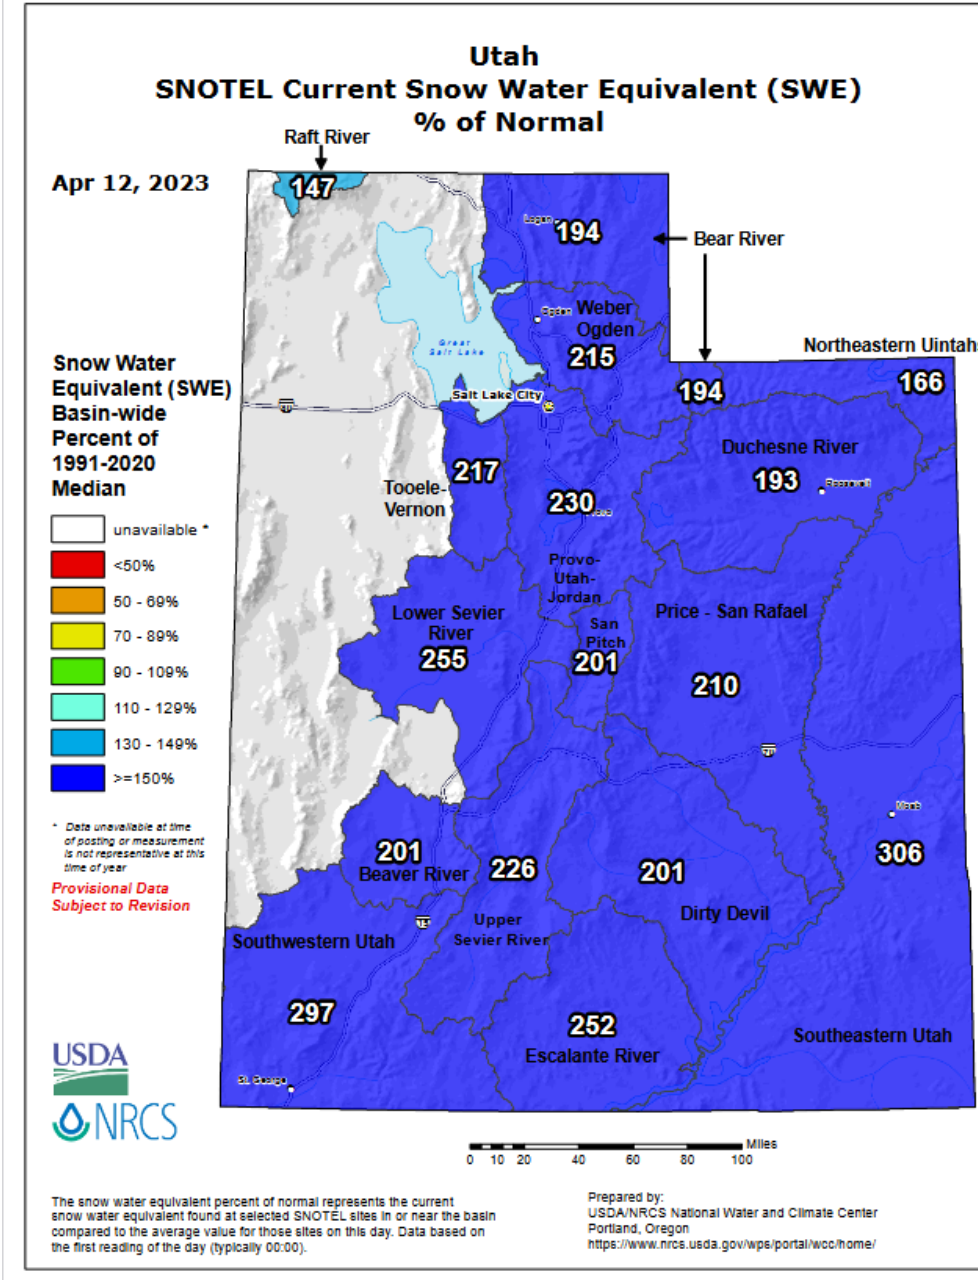 Utah
SNOTEL Current Snow Water Equivalent (SWE)
% of Normal
Raft River
Apr 12, 2023
147
Logan
194
Bear River
Ogden
Weber
Ogden
215
Great
Salt Lake
Northeastern Uintahs
166
194
Salt Lake City
Snow Water
Equivalent (SWE)
Basin-wide
Percent of
1991-2020
Median
unavailable *
<50%
50 - 69%
70 - 89%
90 - 109%
110 - 129%
130 - 149%
>=150%
* Data unavailable at time
of posting or measurement
is not representative at this
time of year
Provisional Data
Subject to Revision
80
Duchesne River
193
Roosevelt
217
Tooele-
Vernon
230
Provo
Provo-
Utah-
Jordan
Lower Sevier
River
255
San
Pitch
201
Price - San Rafael
210
70
Moab
306
201
Beaver River
226
Upper
Sevier River
201
Dirty Devil
15
Southwestern Utah
297
252
Escalante River
Southeastern Utah
St. George
USDA
NRCS
Miles
0 10 20 40 60 80 100
The snow water equivalent percent of normal represents the current
snow water equivalent found at selected SNOTEL sites in or near the basin
compared to the average value for those sites on this day. Data based on
the first reading of the day (typically 00:00).
Prepared by:
USDA/NRCS National Water and Climate Center
Portland, Oregon
https://www.nrcs.usda.gov/wps/portal/wcc/home/